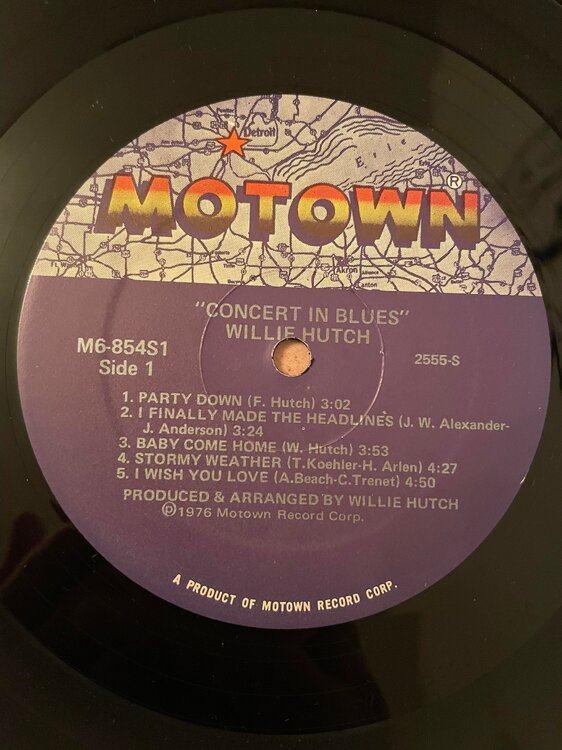 Detroit
Erie
MOTOWN®
Akron
Canton
"CONCERT IN BLUES"
WILLIE HUTCH
M6-854S1
Side 1
2555-S
1. PARTY DOWN (F. Hutch) 3:02
2. I FINALLY MADE THE HEADLINES (J. W. Alexander-
J. Anderson) 3:24
3. BABY COME HOME (W. Hutch) 3:53
4. STORMY WEATHER (T.Koehler-H. Arlen) 4:27
5. I WISH YOU LOVE (A.Beach-C.Trenet) 4:50
PRODUCED & ARRANGED BY WILLIE HUTCH
℗1976 Motown Record Corp.
A PRODUCT OF MOTOWN RECORD CORP.